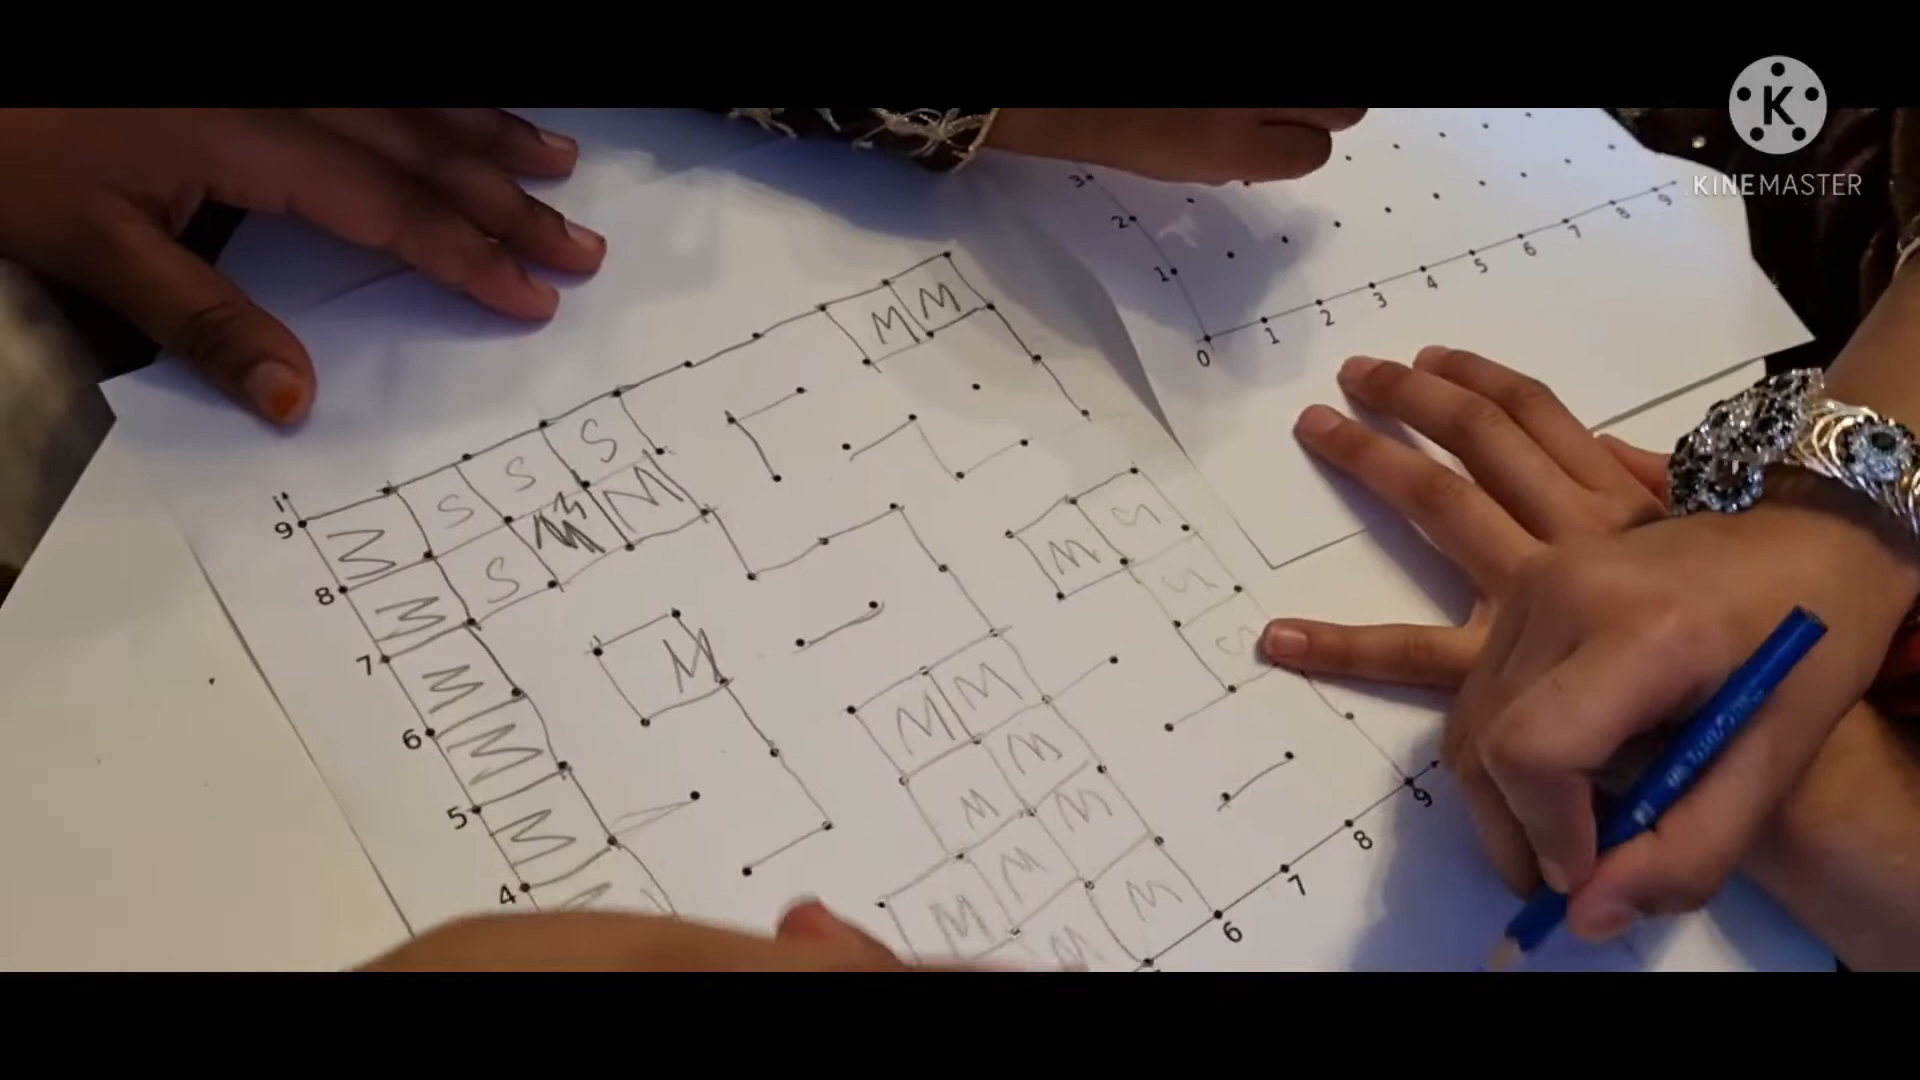 K
KINEMASTER
3
2
1
0 1 2 3 4 5 6 7 8 9
M M
9 M S S S
8 M S M M
7 M M M S
6 M M M S
5 M M M S
4 M M M
M M M
6 7 8 9